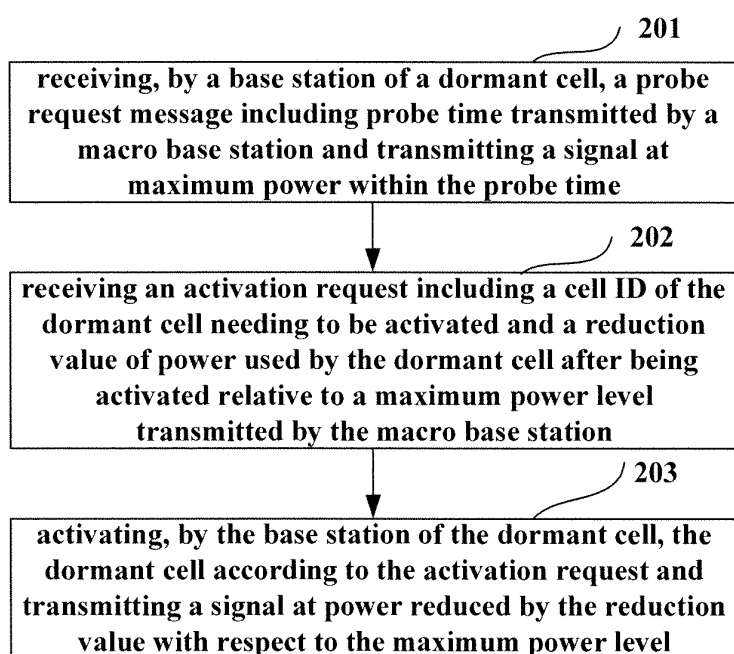 201
receiving, by a base station of a dormant cell, a probe
request message including probe time transmitted by a
macro base station and transmitting a signal at
maximum power within the probe time
202
receiving an activation request including a cell ID of the
dormant cell needing to be activated and a reduction
value of power used by the dormant cell after being
activated relative to a maximum power level
transmitted by the macro base station
203
activating, by the base station of the dormant cell, the
dormant cell according to the activation request and
transmitting a signal at power reduced by the reduction
value with respect to the maximum power level